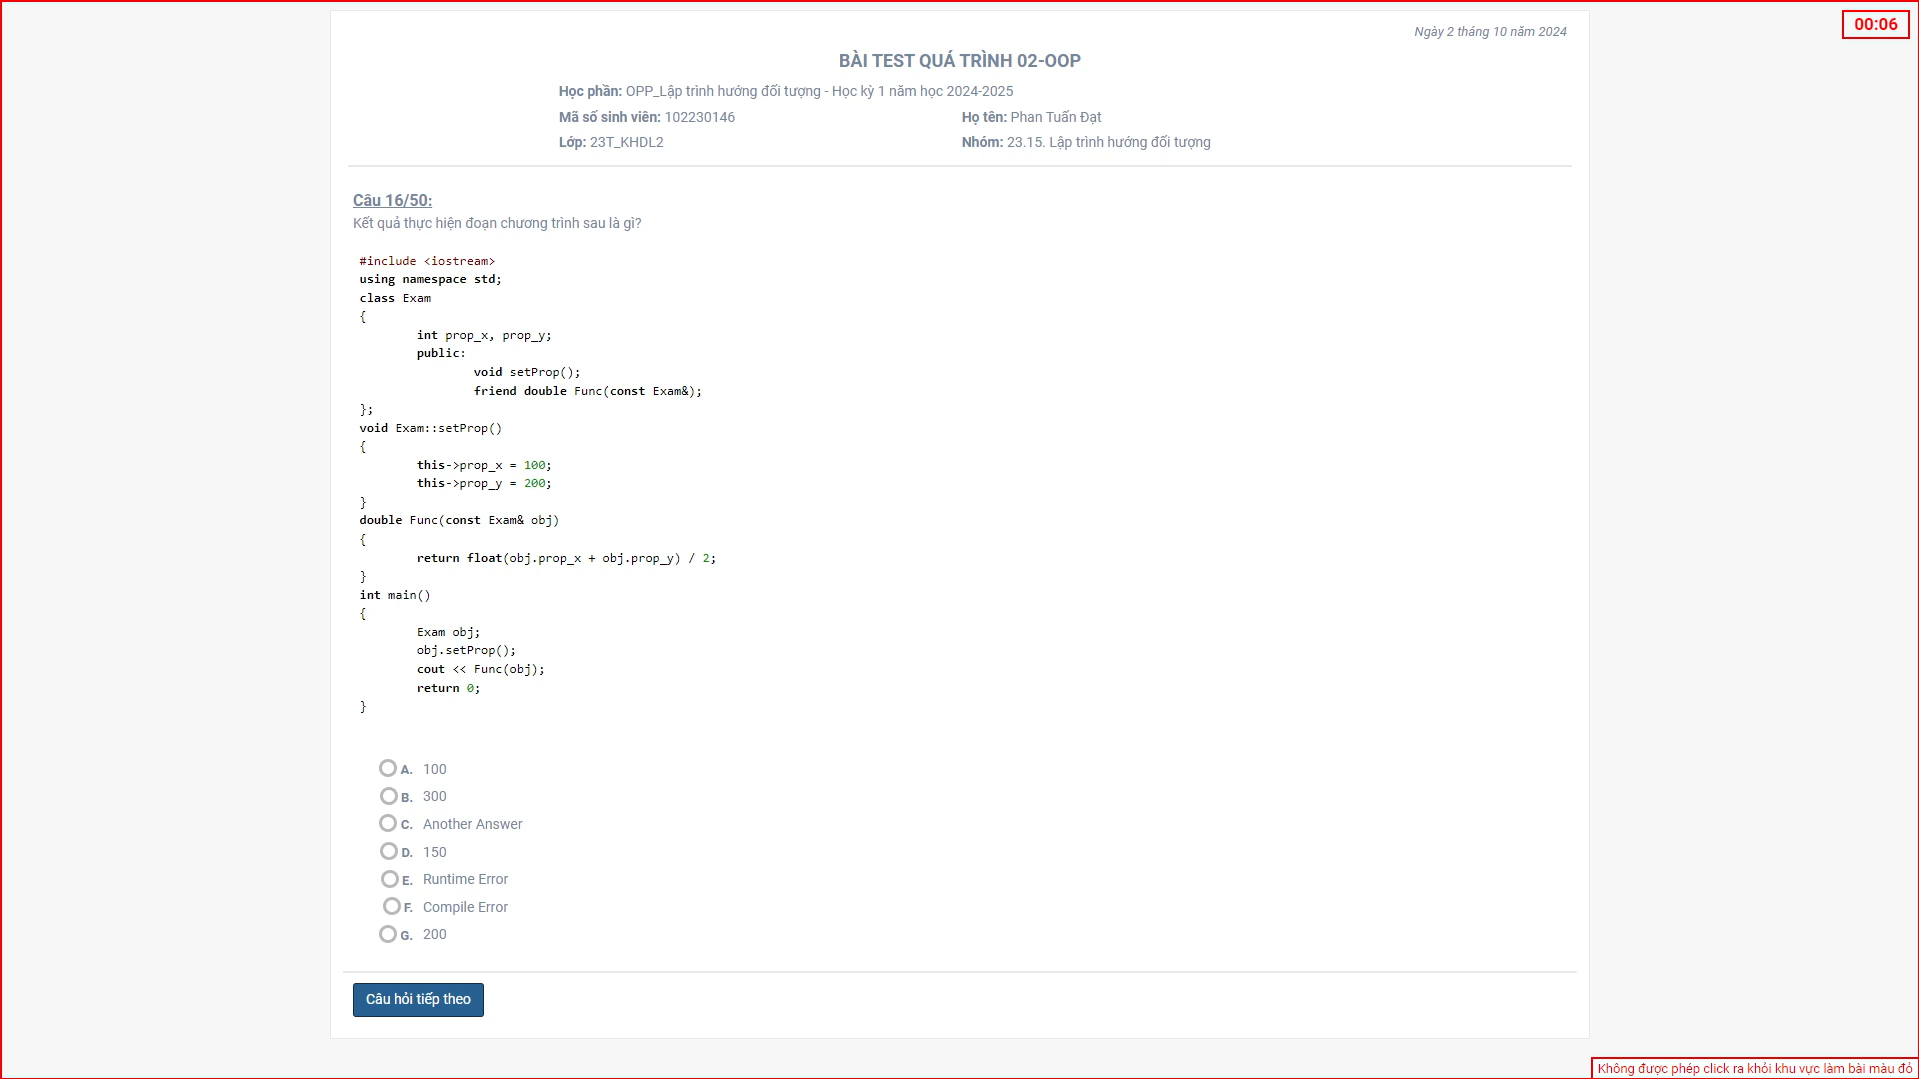 00:06
Ngày 2 tháng 10 năm 2024
BÀI TEST QUÁ TRÌNH 02-OOP
Học phần: OPP_Lập trình hướng đối tượng - Học kỳ 1 năm học 2024-2025
Mã số sinh viên: 102230146 Họ tên: Phan Tuấn Đạt
Lớp: 23T_KHDL2 Nhóm: 23.15. Lập trình hướng đối tượng
Câu 16/50:
Kết quả thực hiện đoạn chương trình sau là gì?
#include <iostream>
using namespace std;
class Exam
{
int prop_x, prop_y;
public:
void setProp();
friend double Func(const Exam&);
};
void Exam::setProp()
{
this->prop_x = 100;
this->prop_y = 200;
}
double Func(const Exam& obj)
{
return float(obj.prop_x + obj.prop_y) / 2;
}
int main()
{
Exam obj;
obj.setProp();
cout << Func(obj);
return 0;
}
A. 100
B. 300
C. Another Answer
D. 150
E. Runtime Error
F. Compile Error
G. 200
Câu hỏi tiếp theo
Không được phép click ra khỏi khu vực làm bài màu đỏ